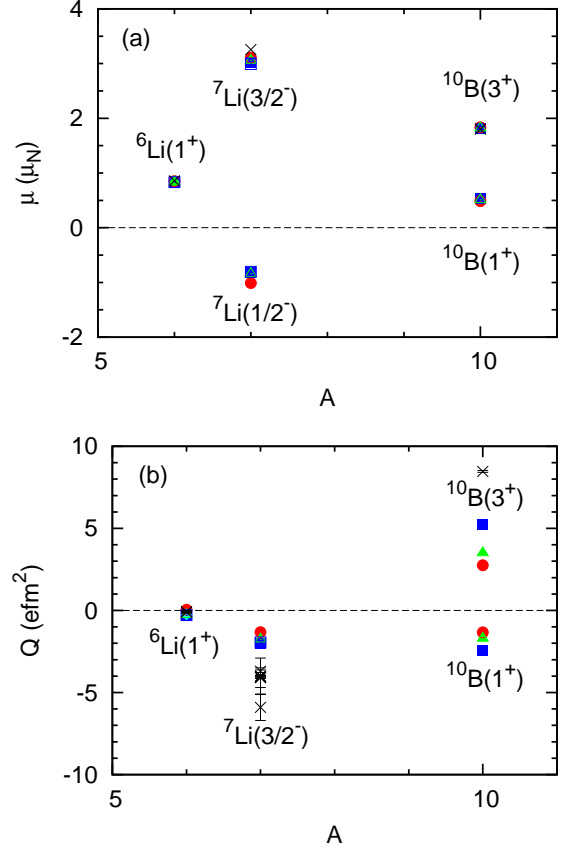 (a)
4
2
0
-2
5
10
μ (μ_N)
A
⁷Li(3/2⁻)
¹⁰B(3⁺)
⁶Li(1⁺)
¹⁰B(1⁺)
⁷Li(1/2⁻)
(b)
10
5
0
-5
-10
5
10
Q (efm²)
A
¹⁰B(3⁺)
⁶Li(1⁺)
¹⁰B(1⁺)
⁷Li(3/2⁻)